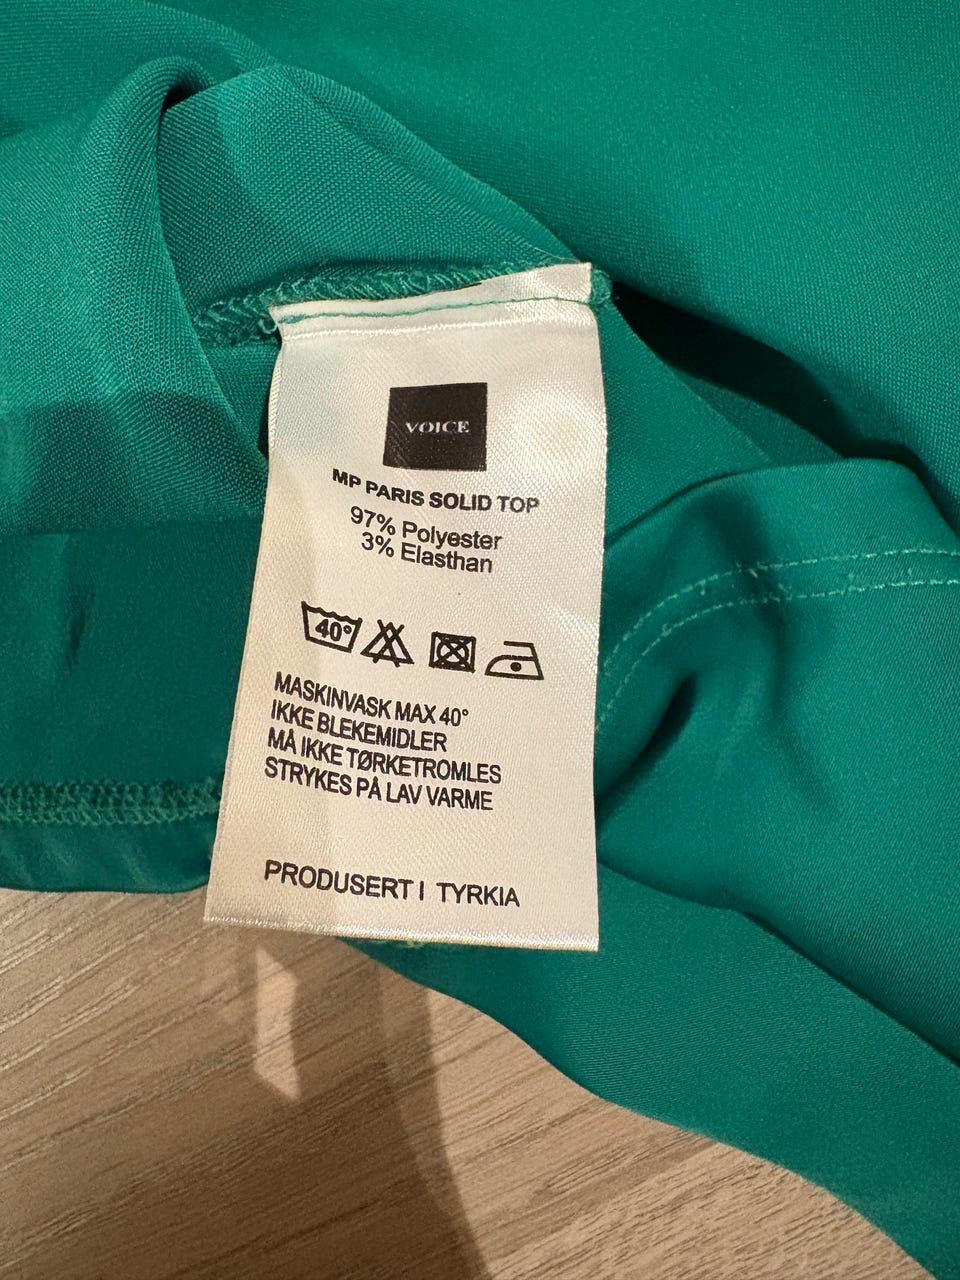 VOICE
MP PARIS SOLID TOP
97% Polyester
3% Elasthan
40°
MASKINVASK MAX 40°
IKKE BLEKEMIDLER
MÅ IKKE TØRKETROMLES
STRYKES PÅ LAV VARME
PRODUSERT I TYRKIA